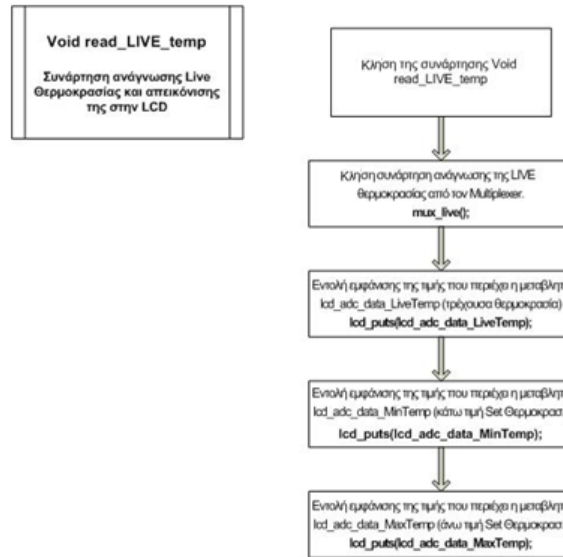 Void read_LIVE_temp
Συνάρτηση ανάγνωσης Live
Θερμοκρασίας και απεικόνισης
της στην LCD
Κληση της συνάρτησης Void
read_LIVE_temp
Κληση συνάρτηση ανάγνωσης της LIVE
θερμοκρασίας από τον Multiplexer.
mux_live();
Εντολή εμφάνισης της τιμής που περιέχει η μεταβλητ
lcd_adc_data_LiveTemp (τρέχουσα θερμοκρασία)
lcd_puts(lcd_adc_data_LiveTemp);
Εντολή εμφάνισης της τιμής που περιέχει η μεταβλητ
lcd_adc_data_MinTemp (κάτω τιμή Set Θερμοκρασ
lcd_puts(lcd_adc_data_MinTemp);
Εντολή εμφάνισης της τιμής που περιέχει η μεταβλητ
lcd_adc_data_MaxTemp (άνω τιμή Set Θερμοκρασ
lcd_puts(lcd_adc_data_MaxTemp);